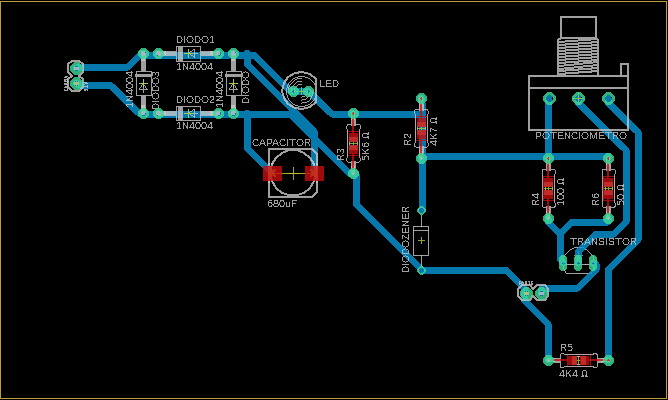 DIODO1
1N4004
1N4004
DIODO3
1N4004
DIODO
DIODO2
1N4004
LED
CAPACITOR
680uF
R3
5K6 Ω
R2
4K7 Ω
DIODOZENER
POTENCIOMETRO
R4
100 Ω
R6
50 Ω
TRANSISTOR
R5
4K4 Ω